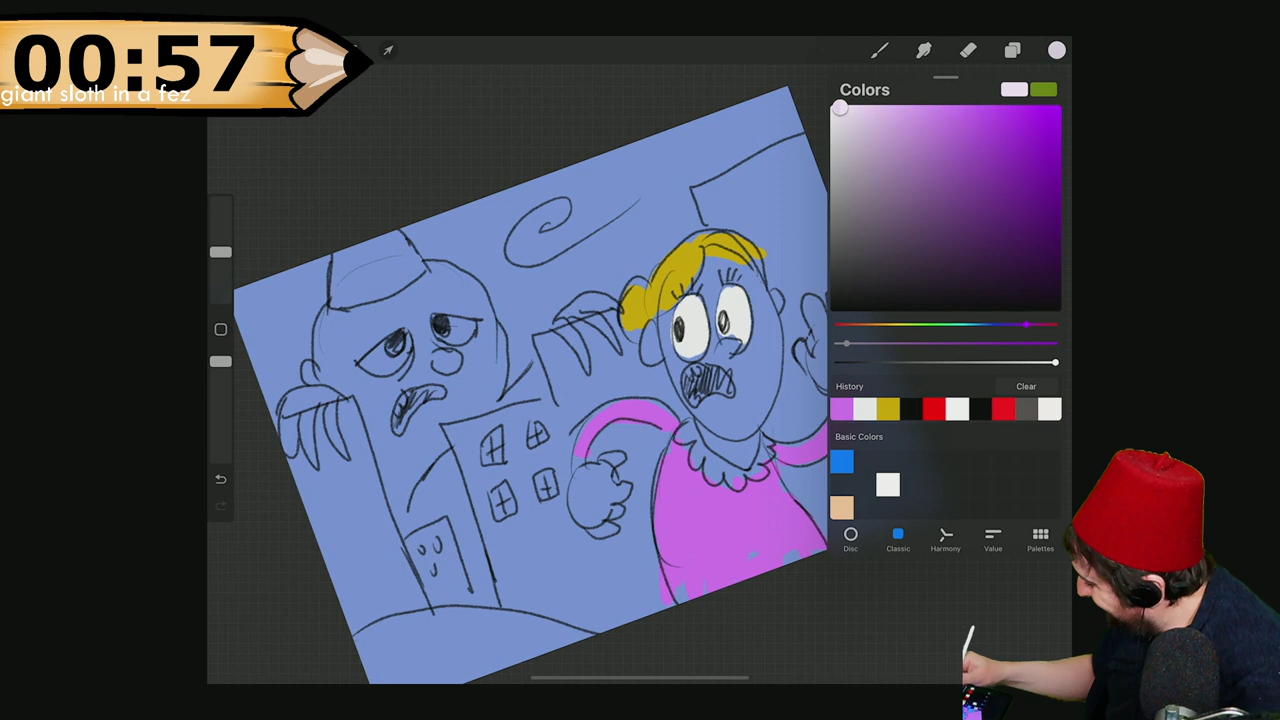 00:57
giant sloth in a fez
Colors
History
Clear
Basic Colors
Disc
Classic
Harmony
Value
Palettes